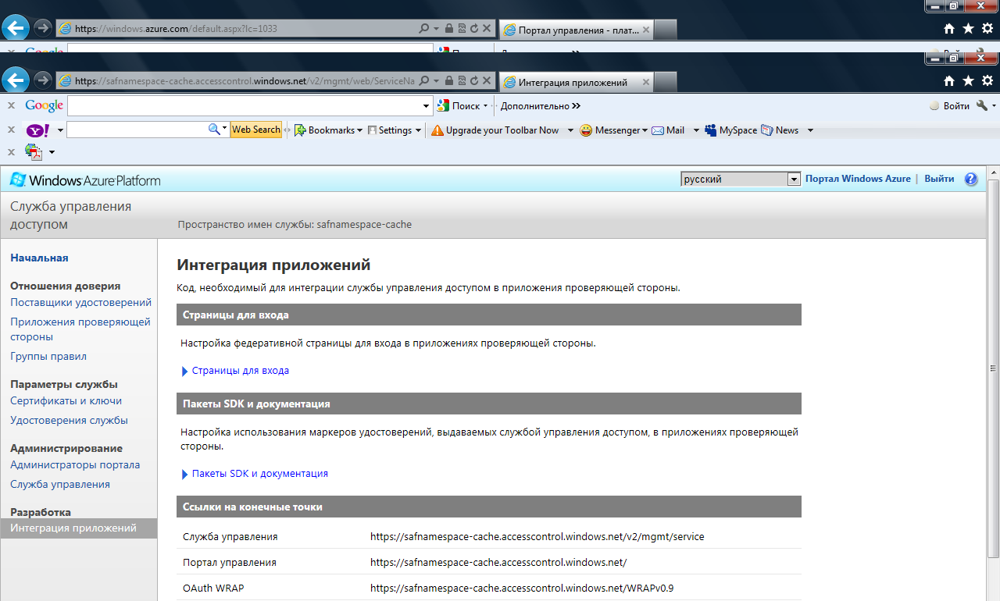 https://windows.azure.com/default.aspx?lc=1033
Портал управления - плат...
Google
https://safnamespace-cache.accesscontrol.windows.net/v2/mgmt/web/ServiceNa
Интеграция приложений
x Google Поиск Дополнительно »
Войти
x Y! Web Search Bookmarks Settings Upgrade your Toolbar Now Messenger Mail MySpace News
x
Windows Azure Platform
русский
Портал Windows Azure | Выйти ?
Служба управления
доступом
Пространство имен службы: safnamespace-cache
Начальная
Отношения доверия
Поставщики удостоверений
Приложения проверяющей
стороны
Группы правил
Параметры службы
Сертификаты и ключи
Удостоверения службы
Администрирование
Администраторы портала
Служба управления
Разработка
Интеграция приложений
Интеграция приложений
Код, необходимый для интеграции службы управления доступом в приложения проверяющей стороны.
Страницы для входа
Настройка федеративной страницы для входа в приложениях проверяющей стороны.
Страницы для входа
Пакеты SDK и документация
Настройка использования маркеров удостоверений, выдаваемых службой управления доступом, в приложениях проверяющей
стороны.
Пакеты SDK и документация
Ссылки на конечные точки
Служба управления https://safnamespace-cache.accesscontrol.windows.net/v2/mgmt/service
Портал управления https://safnamespace-cache.accesscontrol.windows.net/
OAuth WRAP https://safnamespace-cache.accesscontrol.windows.net/WRAPv0.9